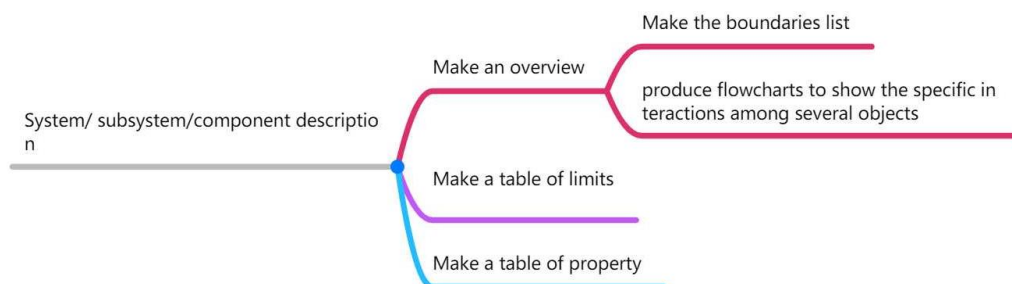 Make the boundaries list
Make an overview
produce flowcharts to show the specific in
teractions among several objects
System/ subsystem/component descriptio
n
Make a table of limits
Make a table of property